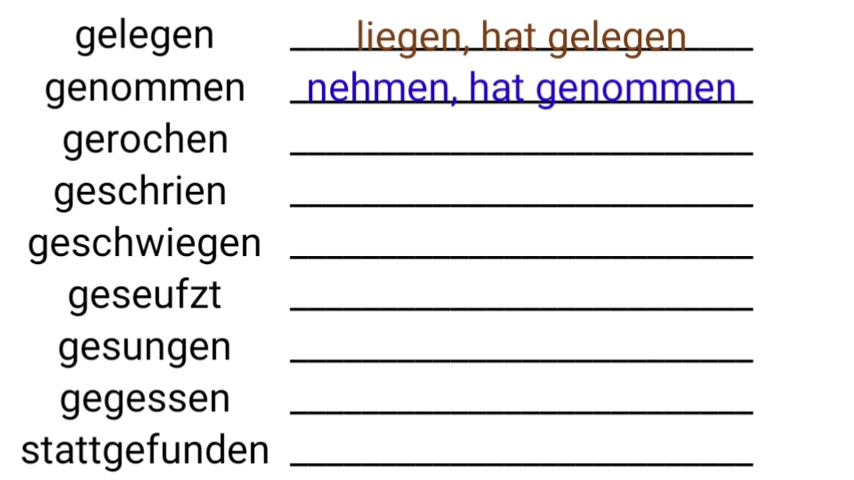 gelegen liegen, hat gelegen
genommen nehmen, hat genommen
gerochen
geschrien
geschwiegen
geseufzt
gesungen
gegessen
stattgefunden